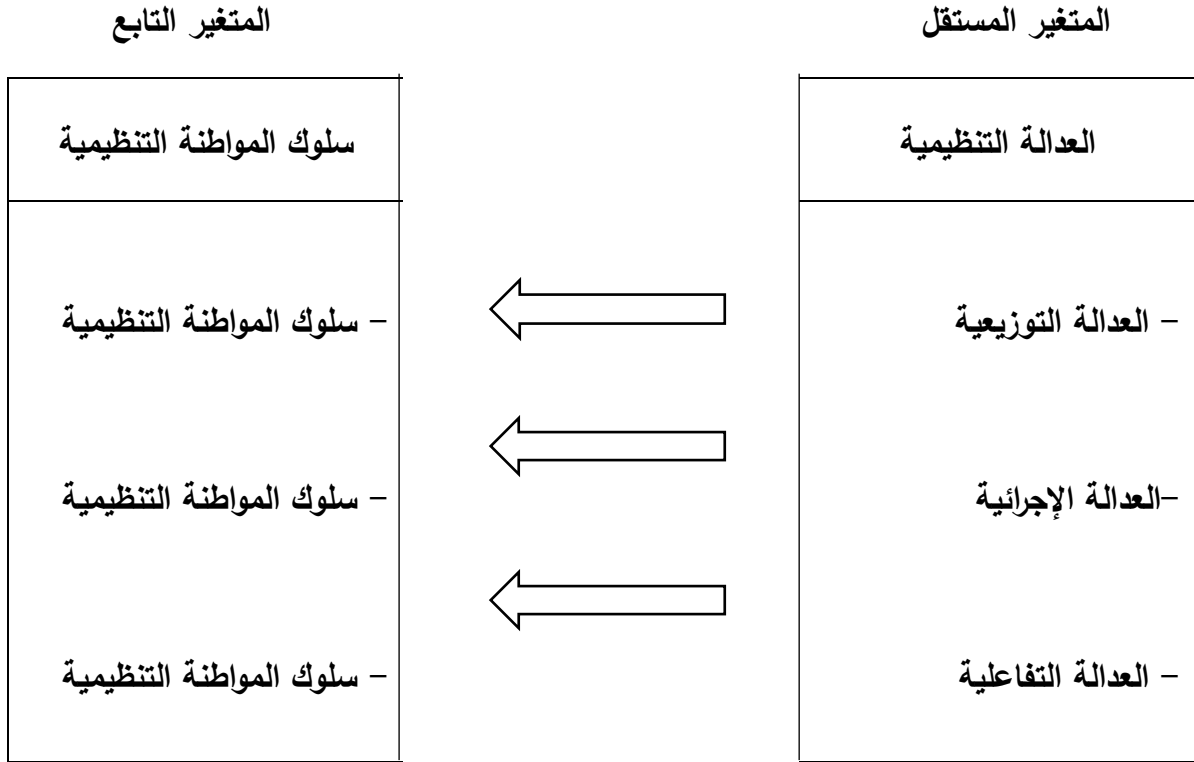 المتغير المستقل
المتغير التابع
العدالة التنظيمية
سلوك المواطنة التنظيمية
- العدالة التوزيعية
- سلوك المواطنة التنظيمية
-العدالة الإجرائية
- سلوك المواطنة التنظيمية
- العدالة التفاعلية
- سلوك المواطنة التنظيمية